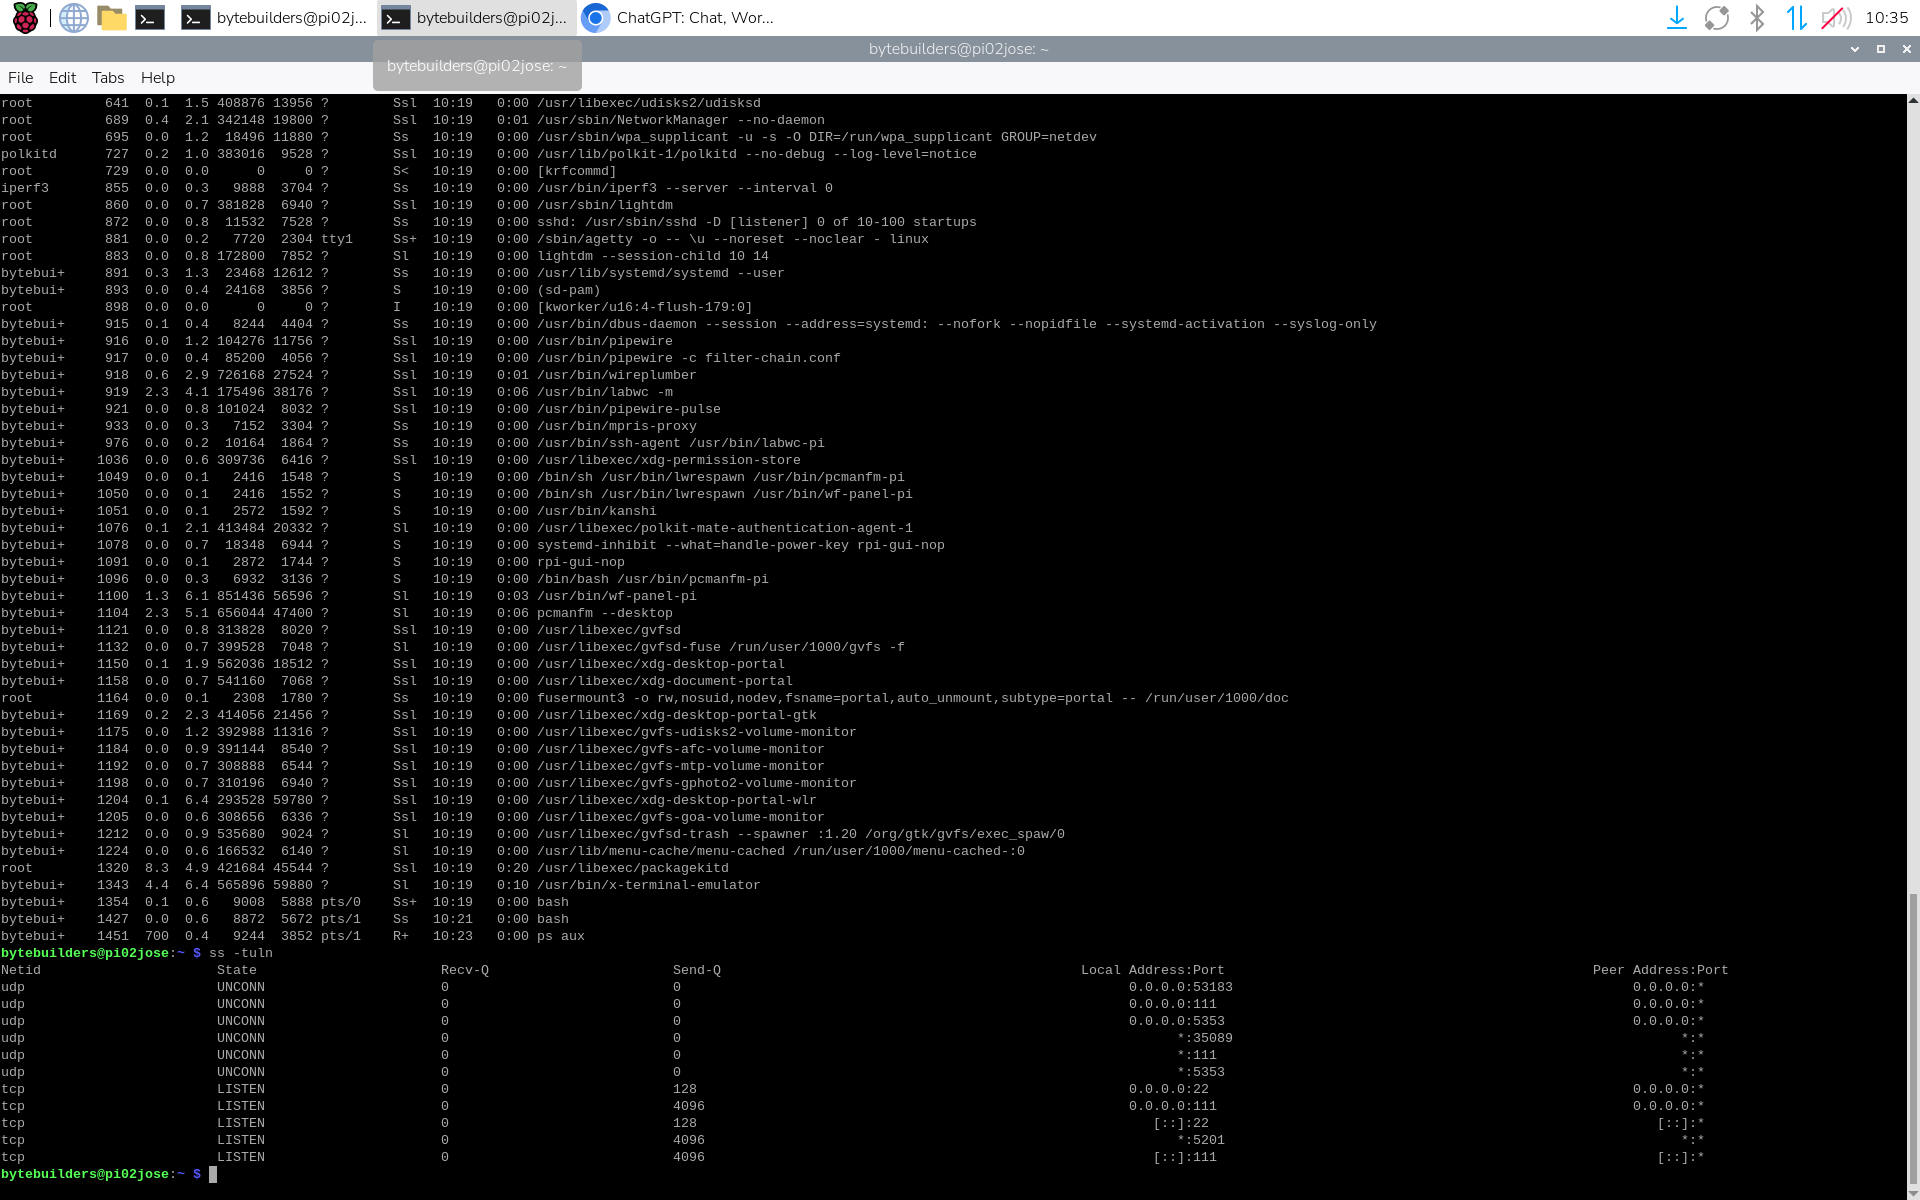 bytebuilders@pi02j... bytebuilders@pi02j... ChatGPT: Chat, Wor... 10:35
bytebuilders@pi02jose: ~
bytebuilders@pi02jose: ~
File Edit Tabs Help
root 641 0.1 1.5 408876 13956 ? Ssl 10:19 0:00 /usr/libexec/udisks2/udisksd
root 689 0.4 2.1 342148 19800 ? Ssl 10:19 0:01 /usr/sbin/NetworkManager --no-daemon
root 695 0.0 1.2 18496 11880 ? Ss 10:19 0:00 /usr/sbin/wpa_supplicant -u -s -O DIR=/run/wpa_supplicant GROUP=netdev
polkitd 727 0.2 1.0 383016 9528 ? Ssl 10:19 0:00 /usr/lib/polkit-1/polkitd --no-debug --log-level=notice
root 729 0.0 0.0 0 0 ? S< 10:19 0:00 [krfcommd]
iperf3 855 0.0 0.3 9888 3704 ? Ss 10:19 0:00 /usr/bin/iperf3 --server --interval 0
root 860 0.0 0.7 381828 6940 ? Ssl 10:19 0:00 /usr/sbin/lightdm
root 872 0.0 0.8 11532 7528 ? Ss 10:19 0:00 sshd: /usr/sbin/sshd -D [listener] 0 of 10-100 startups
root 881 0.0 0.2 7720 2304 tty1 Ss+ 10:19 0:00 /sbin/agetty -o -- \u --noreset --noclear - linux
root 883 0.0 0.8 172800 7852 ? Sl 10:19 0:00 lightdm --session-child 10 14
bytebui+ 891 0.3 1.3 23468 12612 ? Ss 10:19 0:00 /usr/lib/systemd/systemd --user
bytebui+ 893 0.0 0.4 24168 3856 ? S 10:19 0:00 (sd-pam)
root 898 0.0 0.0 0 0 ? I 10:19 0:00 [kworker/u16:4-flush-179:0]
bytebui+ 915 0.1 0.4 8244 4404 ? Ss 10:19 0:00 /usr/bin/dbus-daemon --session --address=systemd: --nofork --nopidfile --systemd-activation --syslog-only
bytebui+ 916 0.0 1.2 104276 11756 ? Ssl 10:19 0:00 /usr/bin/pipewire
bytebui+ 917 0.0 0.4 85200 4056 ? Ssl 10:19 0:00 /usr/bin/pipewire -c filter-chain.conf
bytebui+ 918 0.6 2.9 726168 27524 ? Ssl 10:19 0:01 /usr/bin/wireplumber
bytebui+ 919 2.3 4.1 175496 38176 ? Ssl 10:19 0:06 /usr/bin/labwc -m
bytebui+ 921 0.0 0.8 101024 8032 ? Ssl 10:19 0:00 /usr/bin/pipewire-pulse
bytebui+ 933 0.0 0.3 7152 3304 ? Ss 10:19 0:00 /usr/bin/mpris-proxy
bytebui+ 976 0.0 0.2 10164 1864 ? Ss 10:19 0:00 /usr/bin/ssh-agent /usr/bin/labwc-pi
bytebui+ 1036 0.0 0.6 309736 6416 ? Ssl 10:19 0:00 /usr/libexec/xdg-permission-store
bytebui+ 1049 0.0 0.1 2416 1548 ? S 10:19 0:00 /bin/sh /usr/bin/lwrespawn /usr/bin/pcmanfm-pi
bytebui+ 1050 0.0 0.1 2416 1552 ? S 10:19 0:00 /bin/sh /usr/bin/lwrespawn /usr/bin/wf-panel-pi
bytebui+ 1051 0.0 0.1 2572 1592 ? S 10:19 0:00 /usr/bin/kanshi
bytebui+ 1076 0.1 2.1 413484 20332 ? Sl 10:19 0:00 /usr/libexec/polkit-mate-authentication-agent-1
bytebui+ 1078 0.0 0.7 18348 6944 ? S 10:19 0:00 systemd-inhibit --what=handle-power-key rpi-gui-nop
bytebui+ 1091 0.0 0.1 2872 1744 ? S 10:19 0:00 rpi-gui-nop
bytebui+ 1096 0.0 0.3 6932 3136 ? S 10:19 0:00 /bin/bash /usr/bin/pcmanfm-pi
bytebui+ 1100 1.3 6.1 851436 56596 ? Sl 10:19 0:03 /usr/bin/wf-panel-pi
bytebui+ 1104 2.3 5.1 656044 47400 ? Sl 10:19 0:06 pcmanfm --desktop
bytebui+ 1121 0.0 0.8 313828 8020 ? Ssl 10:19 0:00 /usr/libexec/gvfsd
bytebui+ 1132 0.0 0.7 399528 7048 ? Sl 10:19 0:00 /usr/libexec/gvfsd-fuse /run/user/1000/gvfs -f
bytebui+ 1150 0.1 1.9 562036 18512 ? Ssl 10:19 0:00 /usr/libexec/xdg-desktop-portal
bytebui+ 1158 0.0 0.7 541160 7068 ? Ssl 10:19 0:00 /usr/libexec/xdg-document-portal
root 1164 0.0 0.1 2308 1780 ? Ss 10:19 0:00 fusermount3 -o rw,nosuid,nodev,fsname=portal,auto_unmount,subtype=portal -- /run/user/1000/doc
bytebui+ 1169 0.2 2.3 414056 21456 ? Ssl 10:19 0:00 /usr/libexec/xdg-desktop-portal-gtk
bytebui+ 1175 0.0 1.2 392988 11316 ? Ssl 10:19 0:00 /usr/libexec/gvfs-udisks2-volume-monitor
bytebui+ 1184 0.0 0.9 391144 8540 ? Ssl 10:19 0:00 /usr/libexec/gvfs-afc-volume-monitor
bytebui+ 1192 0.0 0.7 308888 6544 ? Ssl 10:19 0:00 /usr/libexec/gvfs-mtp-volume-monitor
bytebui+ 1198 0.0 0.7 310196 6940 ? Ssl 10:19 0:00 /usr/libexec/gvfs-gphoto2-volume-monitor
bytebui+ 1204 0.1 6.4 293528 59780 ? Ssl 10:19 0:00 /usr/libexec/xdg-desktop-portal-wlr
bytebui+ 1205 0.0 0.6 308656 6336 ? Ssl 10:19 0:00 /usr/libexec/gvfs-goa-volume-monitor
bytebui+ 1212 0.0 0.9 535680 9024 ? Sl 10:19 0:00 /usr/libexec/gvfsd-trash --spawner :1.20 /org/gtk/gvfs/exec_spaw/0
bytebui+ 1224 0.0 0.6 166532 6140 ? Sl 10:19 0:00 /usr/lib/menu-cache/menu-cached /run/user/1000/menu-cached-:0
root 1320 8.3 4.9 421684 45544 ? Ssl 10:19 0:20 /usr/libexec/packagekitd
bytebui+ 1343 4.4 6.4 565896 59880 ? Sl 10:19 0:10 /usr/bin/x-terminal-emulator
bytebui+ 1354 0.1 0.6 9008 5888 pts/0 Ss+ 10:19 0:00 bash
bytebui+ 1427 0.0 0.6 8872 5672 pts/1 Ss 10:21 0:00 bash
bytebui+ 1451 700 0.4 9244 3852 pts/1 R+ 10:23 0:00 ps aux
bytebuilders@pi02jose:~ $ ss -tuln
Netid State Recv-Q Send-Q Local Address:Port Peer Address:Port
udp UNCONN 0 0 0.0.0.0:53183 0.0.0.0:*
udp UNCONN 0 0 0.0.0.0:111 0.0.0.0:*
udp UNCONN 0 0 0.0.0.0:5353 0.0.0.0:*
udp UNCONN 0 0 *:35089 *:*
udp UNCONN 0 0 *:111 *:*
udp UNCONN 0 0 *:5353 *:*
tcp LISTEN 0 128 0.0.0.0:22 0.0.0.0:*
tcp LISTEN 0 4096 0.0.0.0:111 0.0.0.0:*
tcp LISTEN 0 128 [::]:22 [::]:*
tcp LISTEN 0 4096 *:5201 *:*
tcp LISTEN 0 4096 [::]:111 [::]:*
bytebuilders@pi02jose:~ $